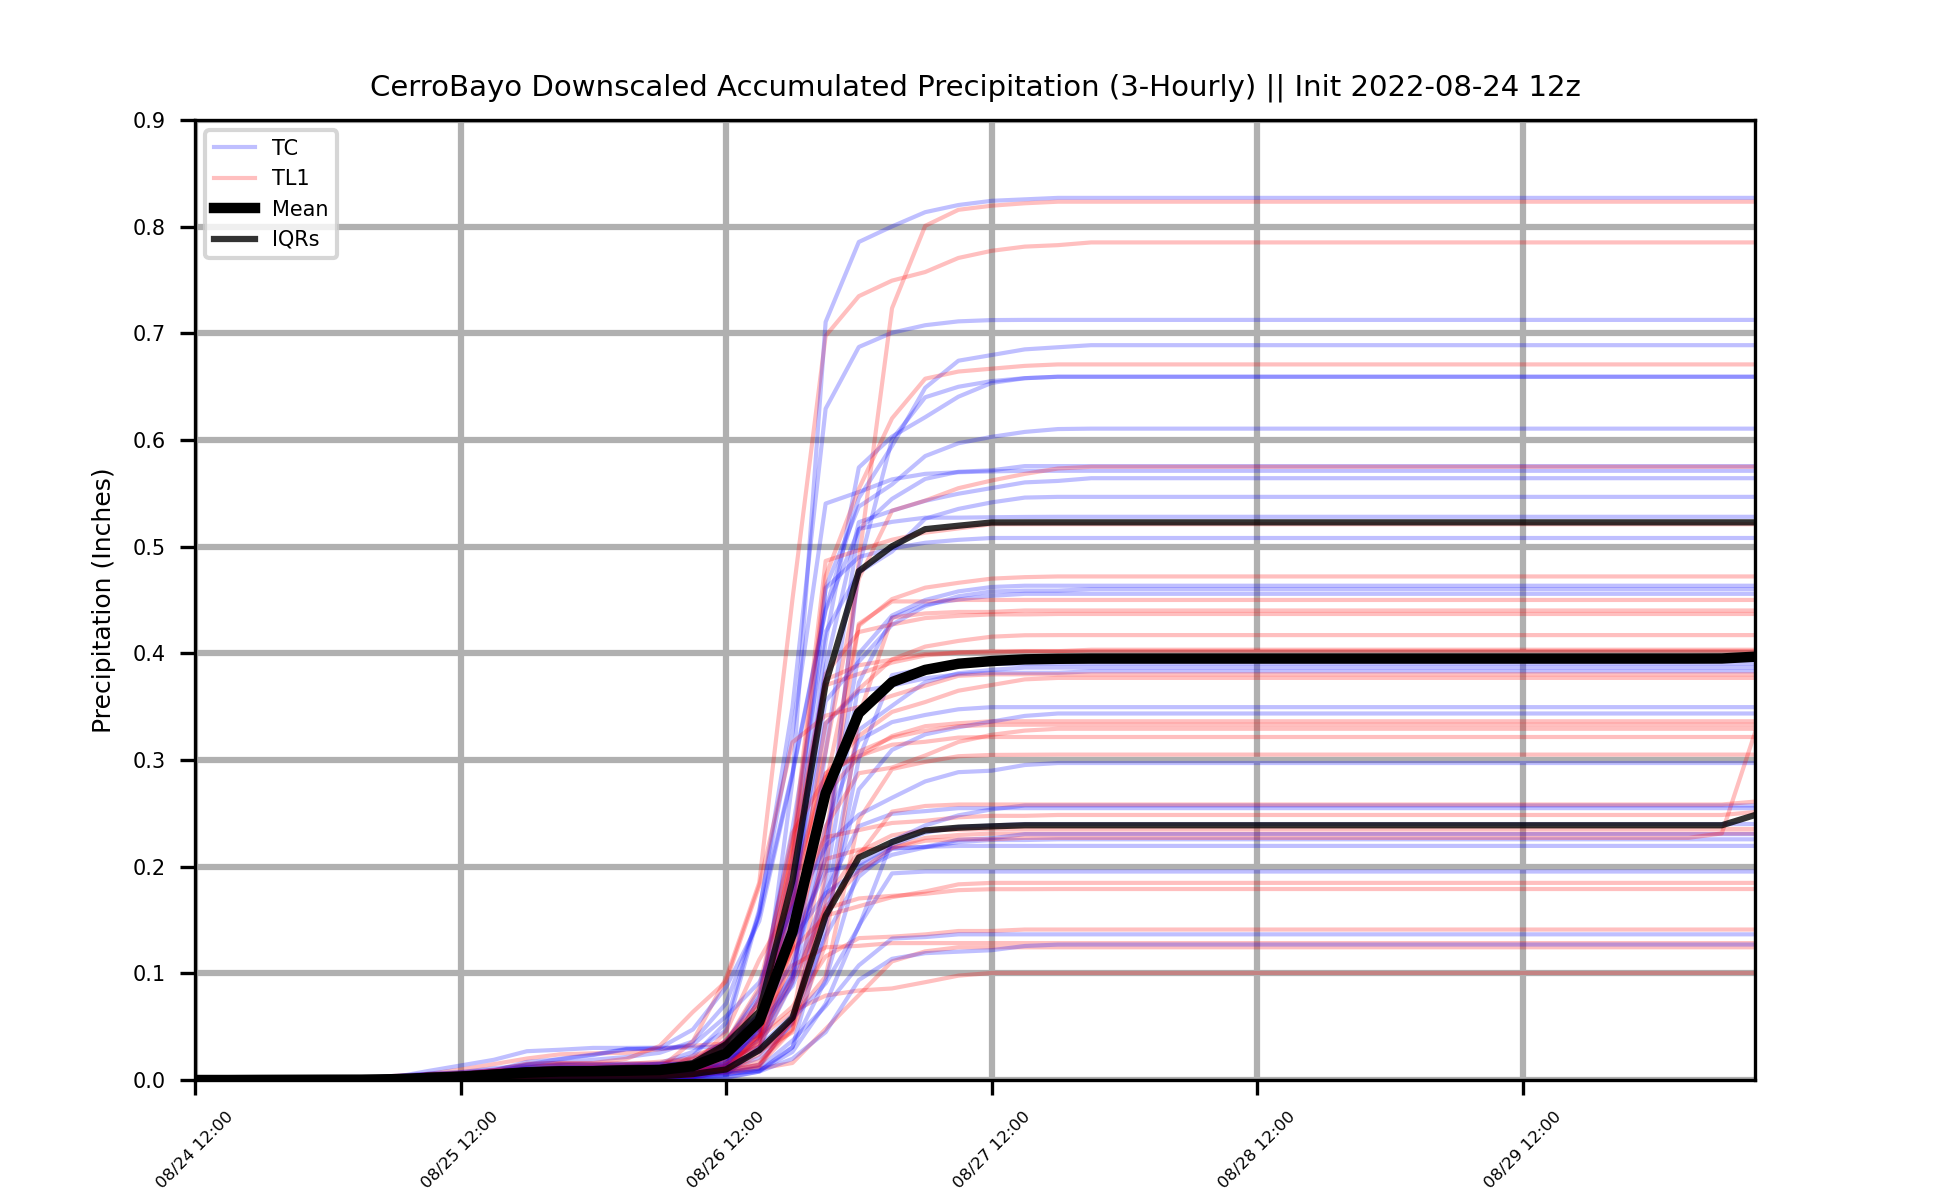 CerroBayo Downscaled Accumulated Precipitation (3-Hourly) || Init 2022-08-24 12z
TC
TL1
Mean
IQRs
Precipitation (Inches)
0.9
0.8
0.7
0.6
0.5
0.4
0.3
0.2
0.1
0.0
08/24 12:00
08/25 12:00
08/26 12:00
08/27 12:00
08/28 12:00
08/29 12:00